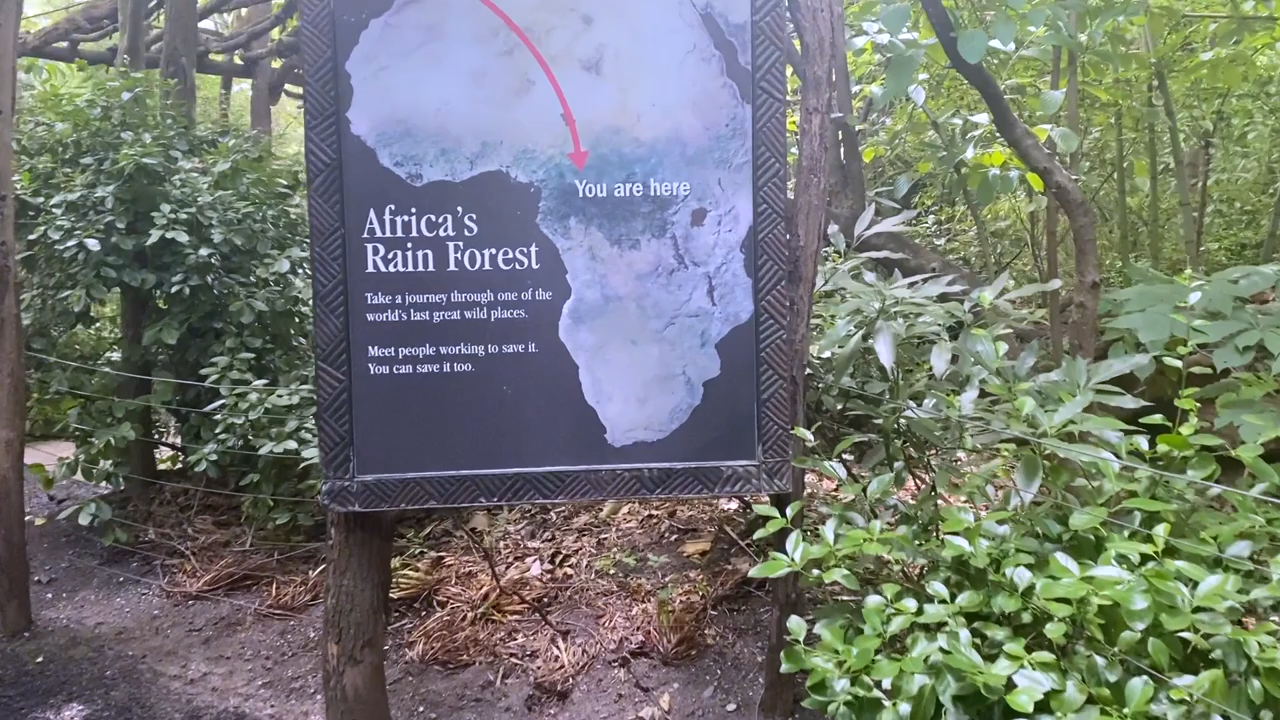 You are here
Africa's
Rain Forest
Take a journey through one of the
world's last great wild places.
Meet people working to save it.
You can save it too.